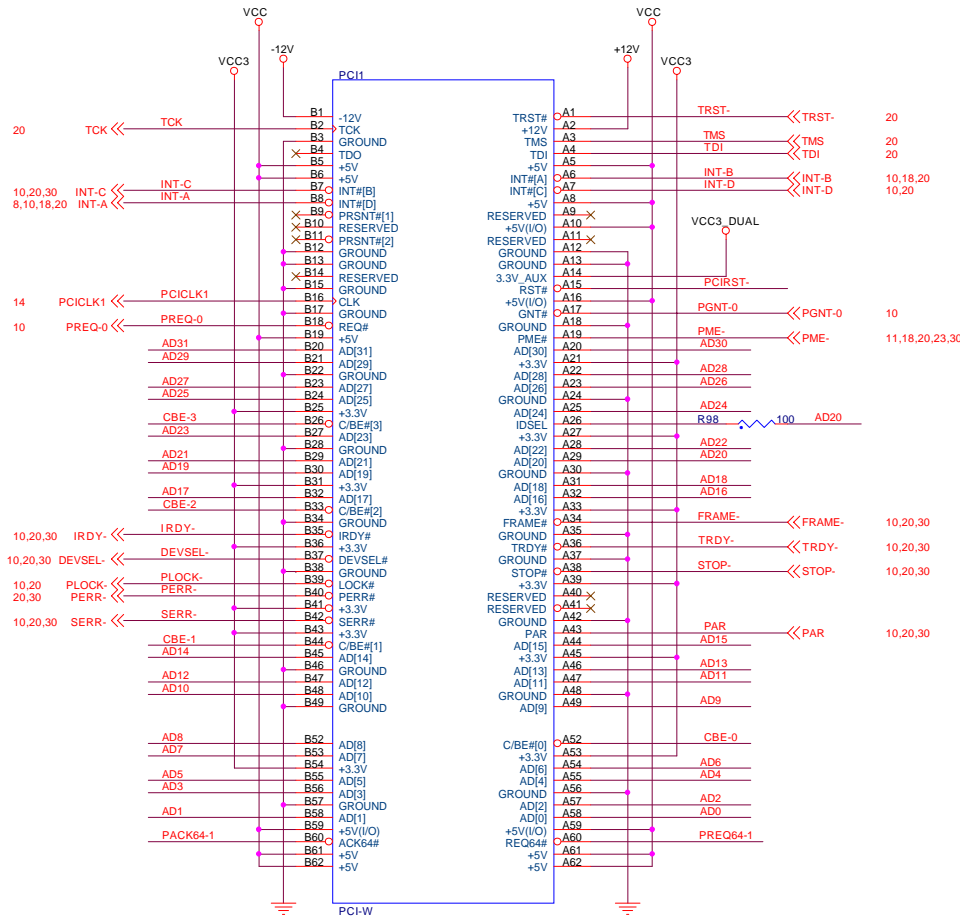 VCC VCC
-12V +12V
VCC3 VCC3
PCI1
B1 -12V TRST# A1 TRST- TRST- 20
20 TCK TCK B2 TCK +12V A2
B3 GROUND TMS A3 TMS TMS 20
B4 TDO TDI A4 TDI TDI 20
B5 +5V +5V A5
B6 +5V INT#[A] A6 INT-B INT-B 10,18,20
10,20,30 INT-C INT-C B7 INT#[B] INT#[C] A7 INT-D INT-D 10,20
8,10,18,20 INT-A INT-A B8 INT#[D] +5V A8
B9 PRSNT#[1] RESERVED A9
B10 RESERVED +5V(I/O) A10
VCC3_DUAL
B11 PRSNT#[2] RESERVED A11
B12 GROUND GROUND A12
B13 GROUND GROUND A13
B14 RESERVED 3.3V_AUX A14
B15 GROUND RST# A15 PCIRST-
14 PCICLK1 PCICLK1 B16 CLK +5V(I/O) A16
B17 GROUND GNT# A17 PGNT-0 PGNT-0 10
10 PREQ-0 PREQ-0 B18 REQ# GROUND A18
B19 +5V PME# A19 PME- PME- 11,18,20,23,30
AD31 B20 AD[31] AD[30] A20 AD30
AD29 B21 AD[29] +3.3V A21
B22 GROUND AD[28] A22 AD28
AD27 B23 AD[27] AD[26] A23 AD26
AD25 B24 AD[25] GROUND A24
B25 +3.3V AD[24] A25 AD24
CBE-3 B26 C/BE#[3] IDSEL A26 R98 100 AD20
AD23 B27 AD[23] +3.3V A27
B28 GROUND AD[22] A28 AD22
AD21 B29 AD[21] AD[20] A29 AD20
AD19 B30 AD[19] GROUND A30
B31 +3.3V AD[18] A31 AD18
AD17 B32 AD[17] AD[16] A32 AD16
CBE-2 B33 C/BE#[2] +3.3V A33
B34 GROUND FRAME# A34 FRAME- FRAME- 10,20,30
10,20,30 IRDY- IRDY- B35 IRDY# GROUND A35
B36 +3.3V TRDY# A36 TRDY- TRDY- 10,20,30
10,20,30 DEVSEL- DEVSEL- B37 DEVSEL# GROUND A37
B38 GROUND STOP# A38 STOP- STOP- 10,20,30
10,20 PLOCK- PLOCK- B39 LOCK# +3.3V A39
20,30 PERR- PERR- B40 PERR# RESERVED A40
B41 +3.3V RESERVED A41
10,20,30 SERR- SERR- B42 SERR# GROUND A42
B43 +3.3V PAR A43 PAR PAR 10,20,30
CBE-1 B44 C/BE#[1] AD[15] A44 AD15
AD14 B45 AD[14] +3.3V A45
B46 GROUND AD[13] A46 AD13
AD12 B47 AD[12] AD[11] A47 AD11
AD10 B48 AD[10] GROUND A48
B49 GROUND AD[9] A49 AD9
AD8 B52 AD[8] C/BE#[0] A52 CBE-0
AD7 B53 AD[7] +3.3V A53
B54 +3.3V AD[6] A54 AD6
AD5 B55 AD[5] AD[4] A55 AD4
AD3 B56 AD[3] GROUND A56
B57 GROUND AD[2] A57 AD2
AD1 B58 AD[1] AD[0] A58 AD0
B59 +5V(I/O) +5V(I/O) A59
PACK64-1 B60 ACK64# REQ64# A60 PREQ64-1
B61 +5V +5V A61
B62 +5V +5V A62
PCI-W